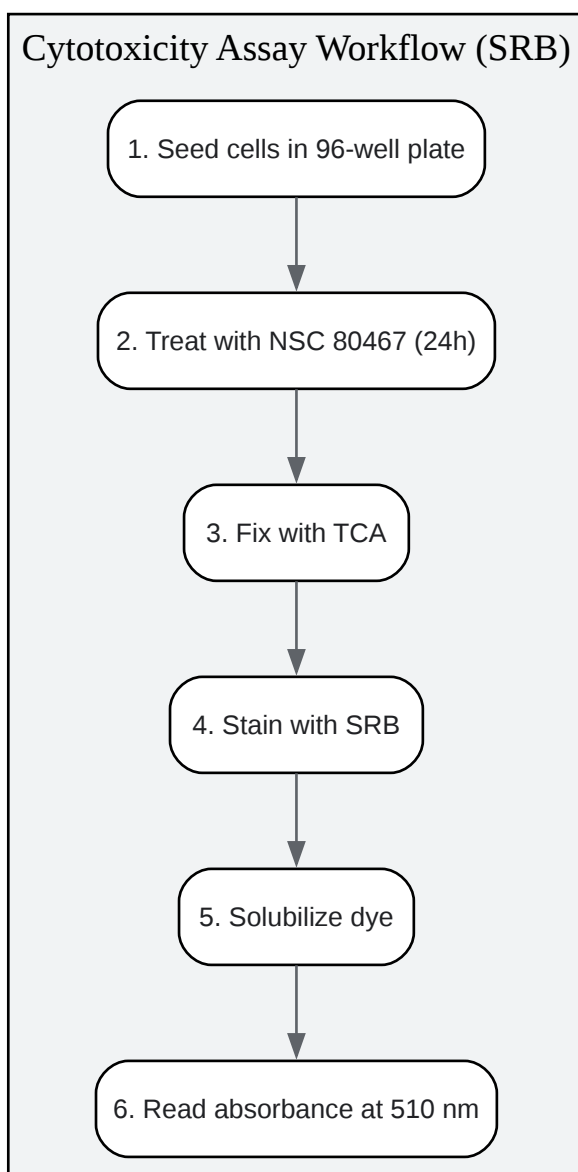 Cytotoxicity Assay Workflow (SRB)
1. Seed cells in 96-well plate
2. Treat with NSC 80467 (24h)
3. Fix with TCA
4. Stain with SRB
5. Solubilize dye
6. Read absorbance at 510 nm